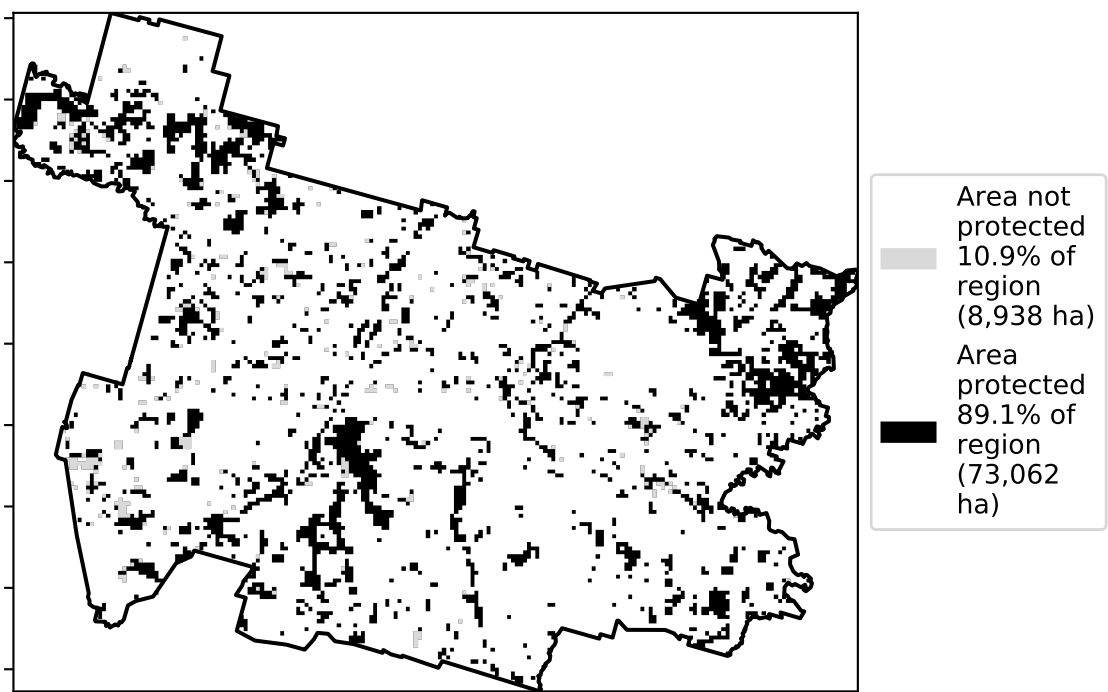 Area not
protected
10.9% of
region
(8,938 ha)
Area
protected
89.1% of
region
(73,062
ha)